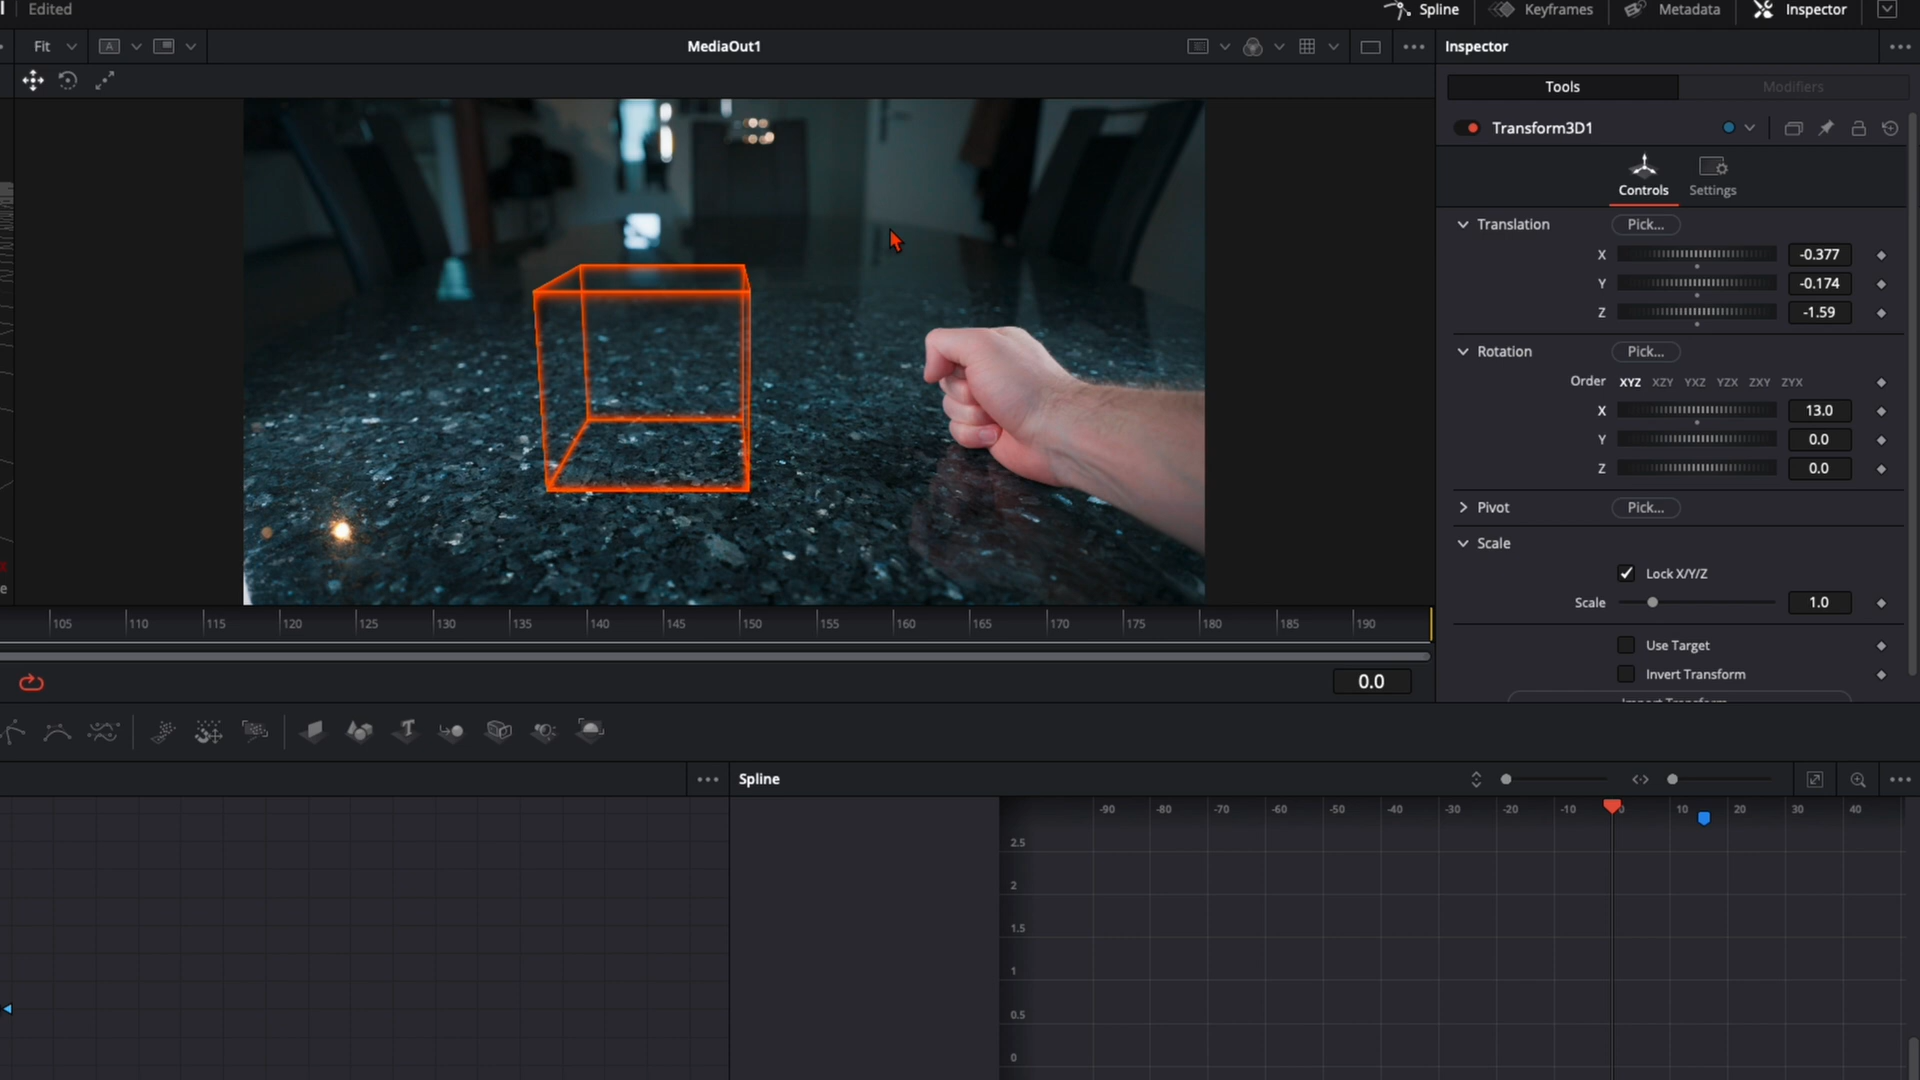 Edited
Spline
Keyframes
Metadata
Inspector
Fit
A
MediaOut1
Inspector
Tools
Modifiers
Transform3D1
Controls
Settings
Translation
Pick...
X
-0.377
Y
-0.174
Z
-1.59
Rotation
Pick...
Order XYZ XZY YXZ YZX ZXY ZYX
X
13.0
Y
0.0
Z
0.0
Pivot
Pick...
Scale
Lock X/Y/Z
Scale
1.0
Use Target
Invert Transform
105 110 115 120 125 130 135 140 145 150 155 160 165 170 175 180 185 190
0.0
T
Spline
-90 -80 -70 -60 -50 -40 -30 -20 -10 0 10 20 30 40
2.5
2
1.5
1
0.5
0